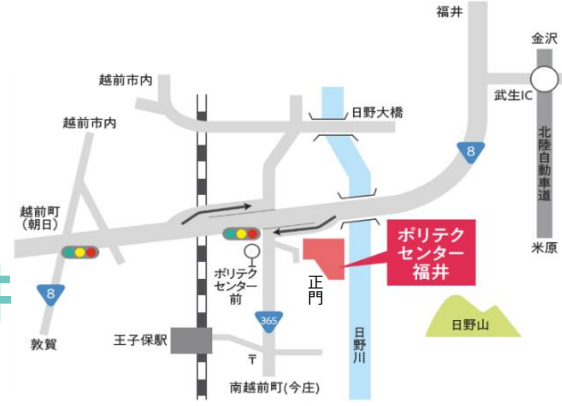 福井
金沢
越前市内
武生IC
日野大橋
越前市内
8
北陸自動車道
越前町
(朝日)
ポリテク
センター
福井
米原
ポリテク
センター
前
正門
8
365
日野川
日野山
王子保駅
敦賀
〒
南越前町(今庄)